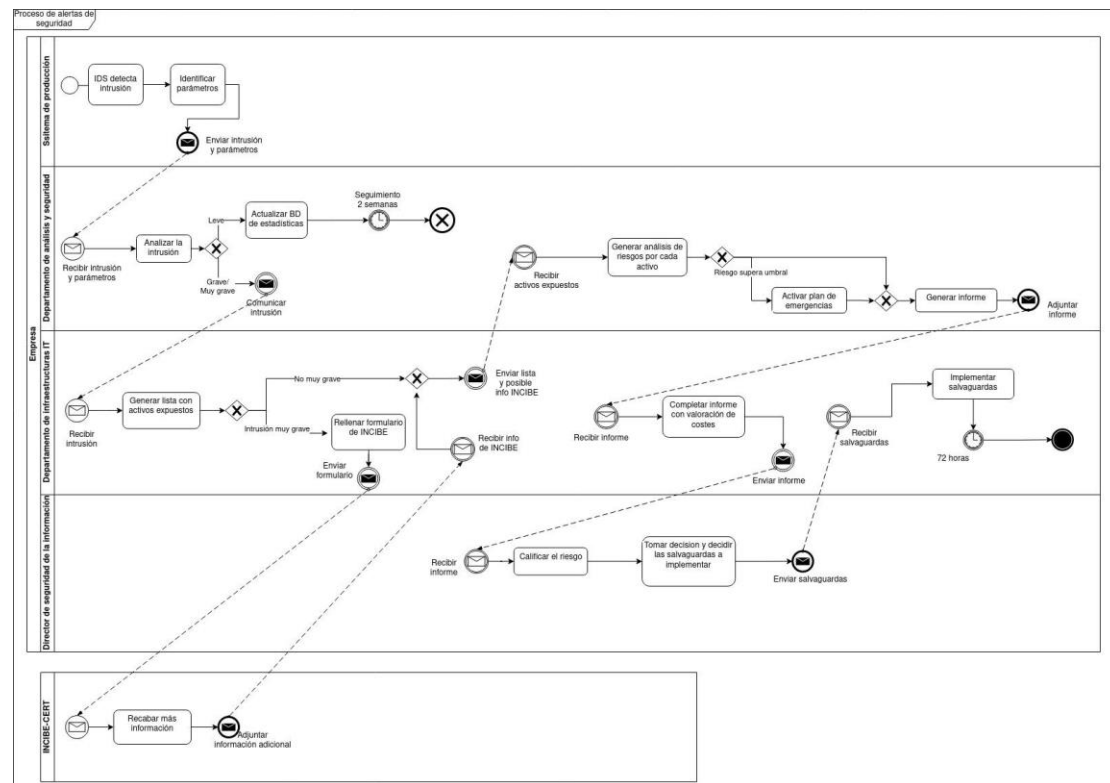 Proceso de alertas de
seguridad
Empresa
Ssitema de producción
IDS detecta
intrusión
Identificar
parámetros
Enviar intrusión
y parámetros
Departamento de análisis y seguridad
Recibir intrusión
y parámetros
Analizar la
intrusión
Leve
Grave/
Muy grave
Actualizar BD
de estadísticas
Seguimiento
2 semanas
Comunicar
intrusión
Recibir
activos expuestos
Generar análisis de
riesgos por cada
activo
Riesgo supera umbral
Activar plan de
emergencias
Generar informe
Adjuntar
informe
Departamento de infraestructuras IT
Recibir
intrusión
Generar lista con
activos expuestos
No muy grave
Intrusión muy grave
Rellenar formulario
de INCIBE
Enviar
formulario
Recibir info
de INCIBE
Enviar lista
y posible
info INCIBE
Recibir informe
Completar informe
con valoración de
costes
Enviar informe
Recibir
salvaguardas
Implementar
salvaguardas
72 horas
Director de seguridad de la información
Recibir
informe
Calificar el riesgo
Tomar decision y decidir
las salvaguardas a
implementar
Enviar salvaguardas
INCIBE-CERT
Recabar más
información
Adjuntar
información adicional